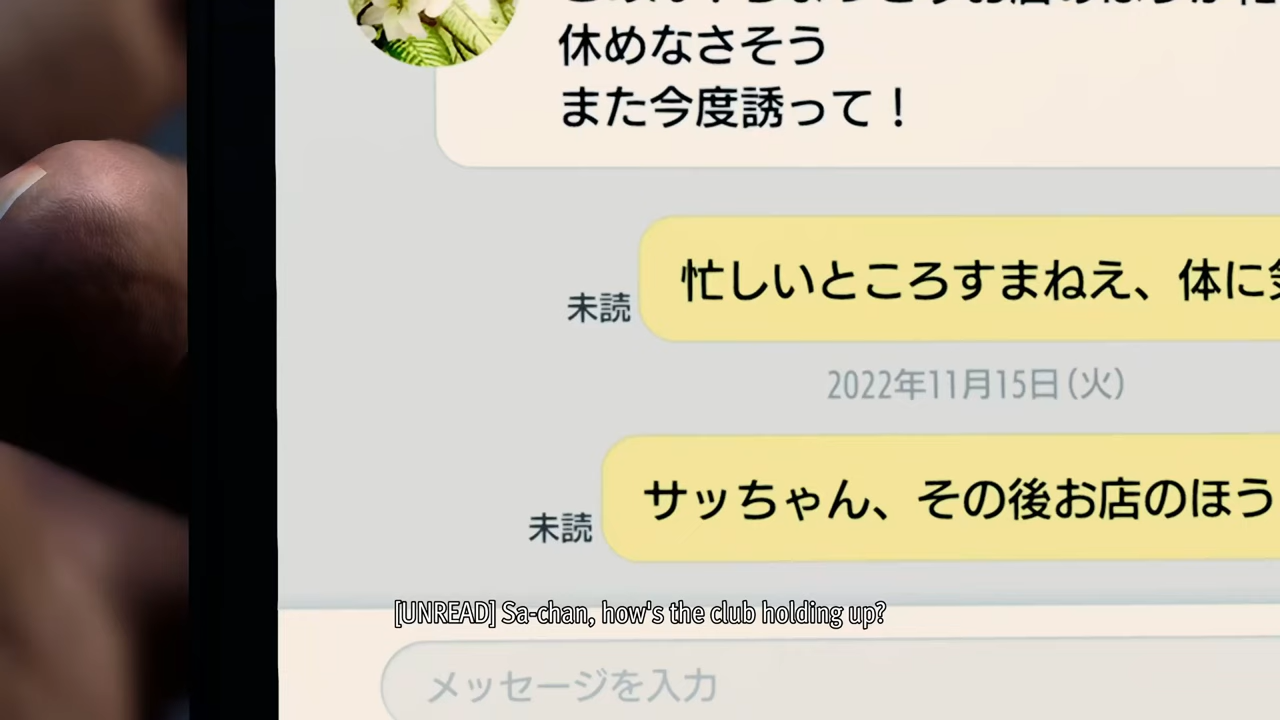 休めなさそう
また今度誘って！
忙しいところすまねえ、体に
未読
2022年11月15日(火)
サッちゃん、その後お店のほう
未読
[UNREAD] Sa-chan, how's the club holding up?
メッセージを入力